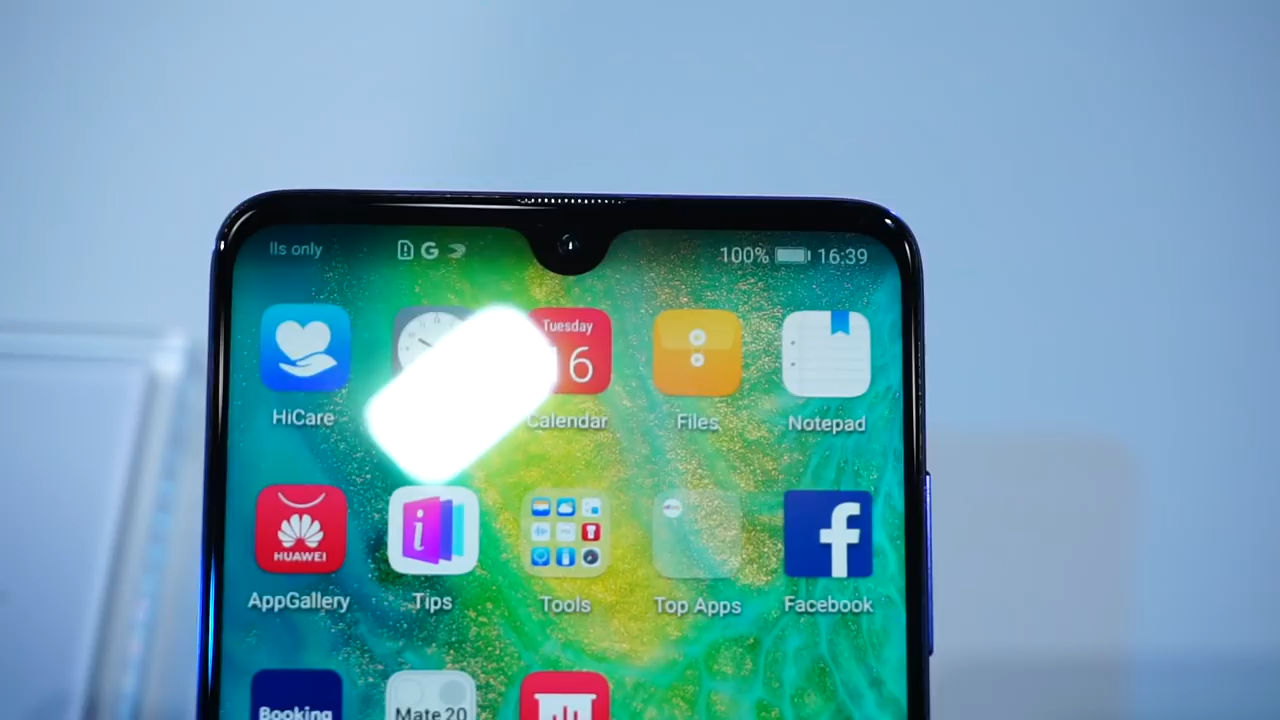 lls only
G
100%
16:39
Tuesday
16
HiCare
Calendar
Files
Notepad
HUAWEI
i
f
AppGallery
Tips
Tools
Top Apps
Facebook
Booking
Mate 20